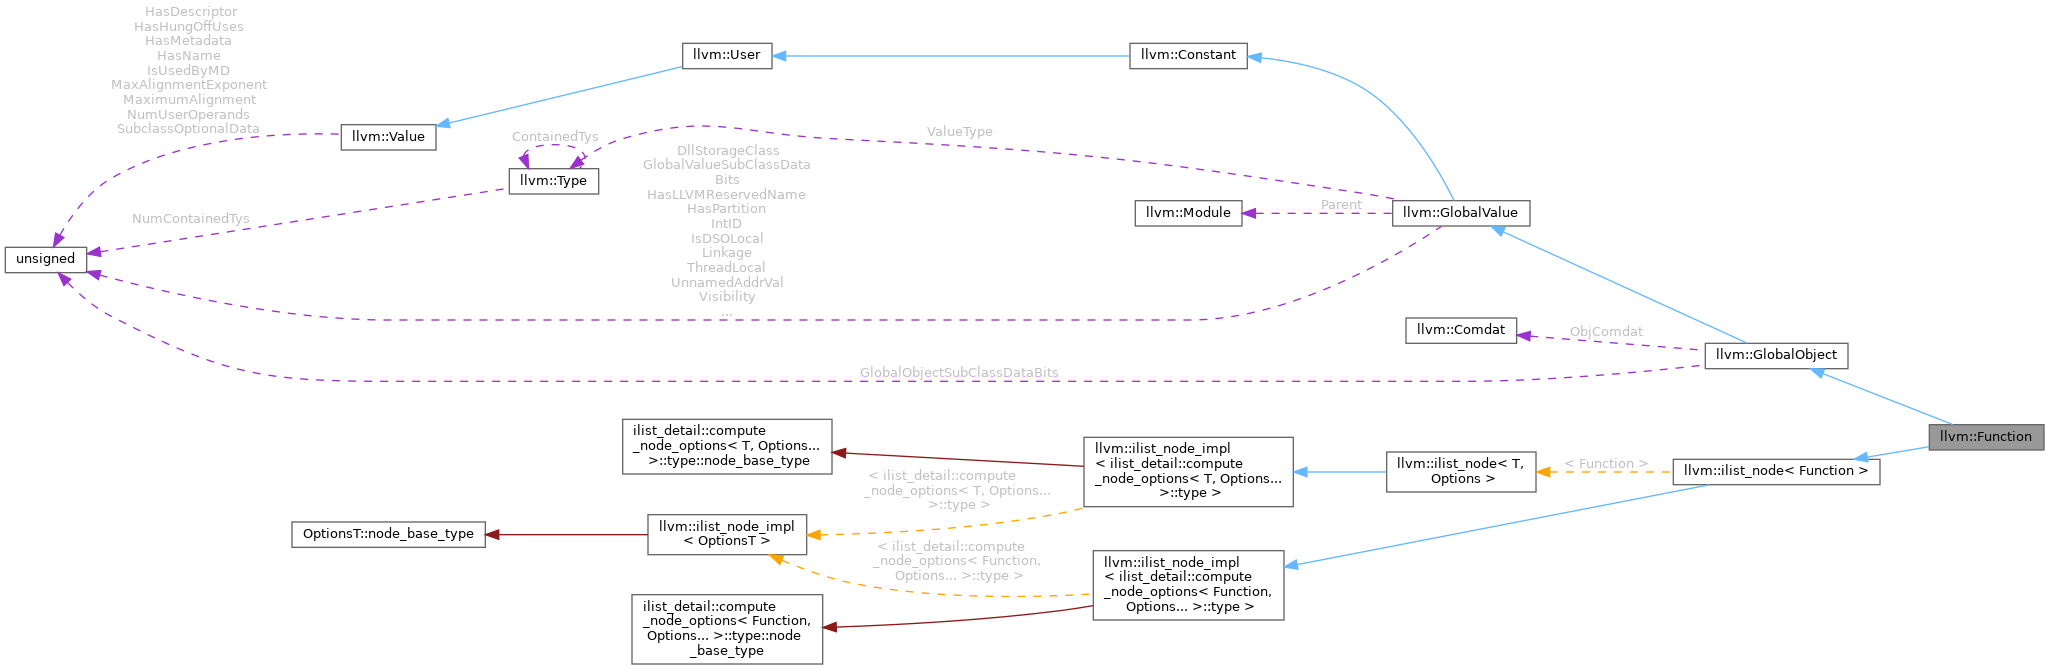 HasDescriptor
HasHungOffUses
HasMetadata
HasName
IsUsedByMD
MaxAlignmentExponent
MaximumAlignment
NumUserOperands
SubclassOptionalData
llvm::User
llvm::Constant
llvm::Value
ContainedTys
ValueType
llvm::Type
DllStorageClass
GlobalValueSubClassData
Bits
HasLLVMReservedName
HasPartition
IntID
IsDSOLocal
Linkage
ThreadLocal
UnnamedAddrVal
Visibility
...
llvm::Module
Parent
llvm::GlobalValue
NumContainedTys
unsigned
llvm::Comdat
ObjComdat
llvm::GlobalObject
GlobalObjectSubClassDataBits
llvm::Function
ilist_detail::compute
_node_options< T, Options...
>::type::node_base_type
llvm::ilist_node_impl
< ilist_detail::compute
_node_options< T, Options...
>::type >
llvm::ilist_node< T,
Options >
< Function >
llvm::ilist_node< Function >
< ilist_detail::compute
_node_options< T, Options...
>::type >
OptionsT::node_base_type
llvm::ilist_node_impl
< OptionsT >
< ilist_detail::compute
_node_options< Function,
Options... >::type >
llvm::ilist_node_impl
< ilist_detail::compute
_node_options< Function,
Options... >::type >
ilist_detail::compute
_node_options< Function,
Options... >::type::node
_base_type